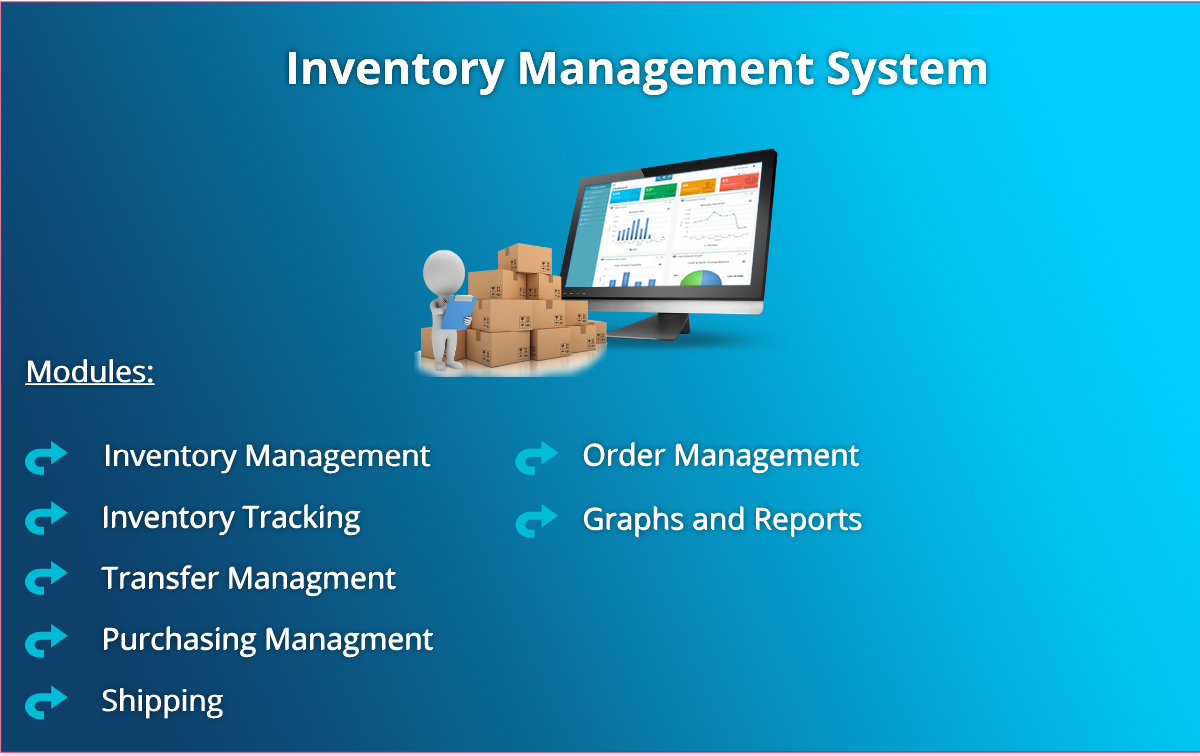 Inventory Management System
Modules:
Inventory Management
Inventory Tracking
Transfer Managment
Purchasing Managment
Shipping
Order Management
Graphs and Reports